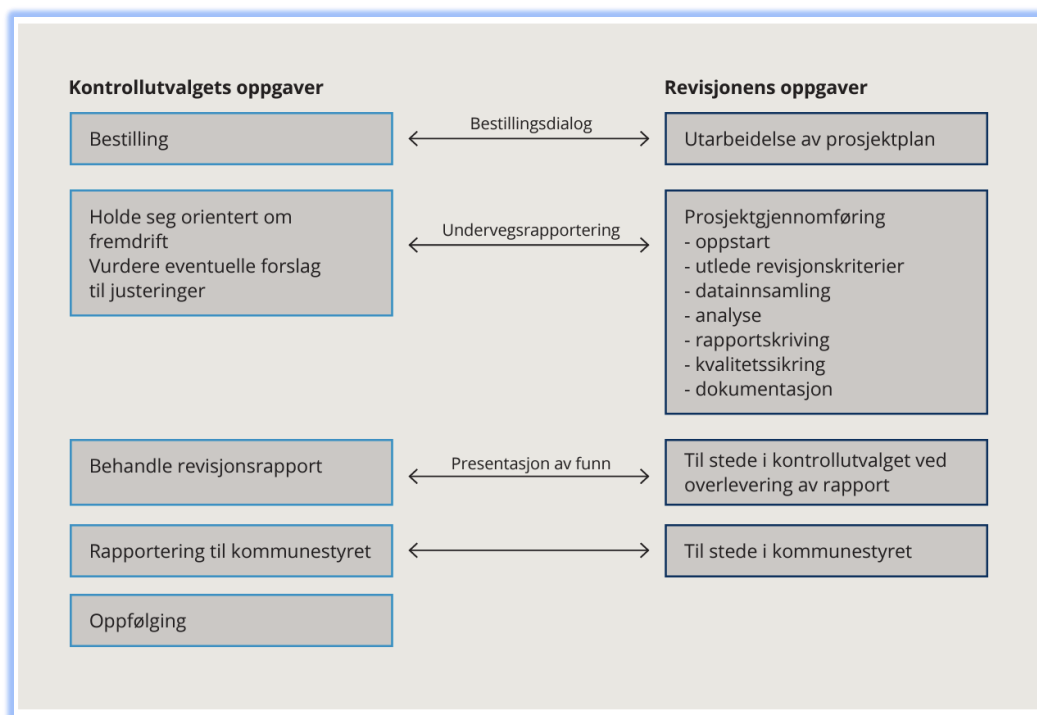 Kontrollutvalgets oppgaver
Revisjonens oppgaver
Bestilling
Bestillingsdialog
Utarbeidelse av prosjektplan
Holde seg orientert om
fremdrift
Vurdere eventuelle forslag
til justeringer
Undervegsrapportering
Prosjektgjennomføring
- oppstart
- utlede revisjonskriterier
- datainnsamling
- analyse
- rapportskriving
- kvalitetssikring
- dokumentasjon
Behandle revisjonsrapport
Presentasjon av funn
Til stede i kontrollutvalget ved
overlevering av rapport
Rapportering til kommunestyret
Til stede i kommunestyret
Oppfølging